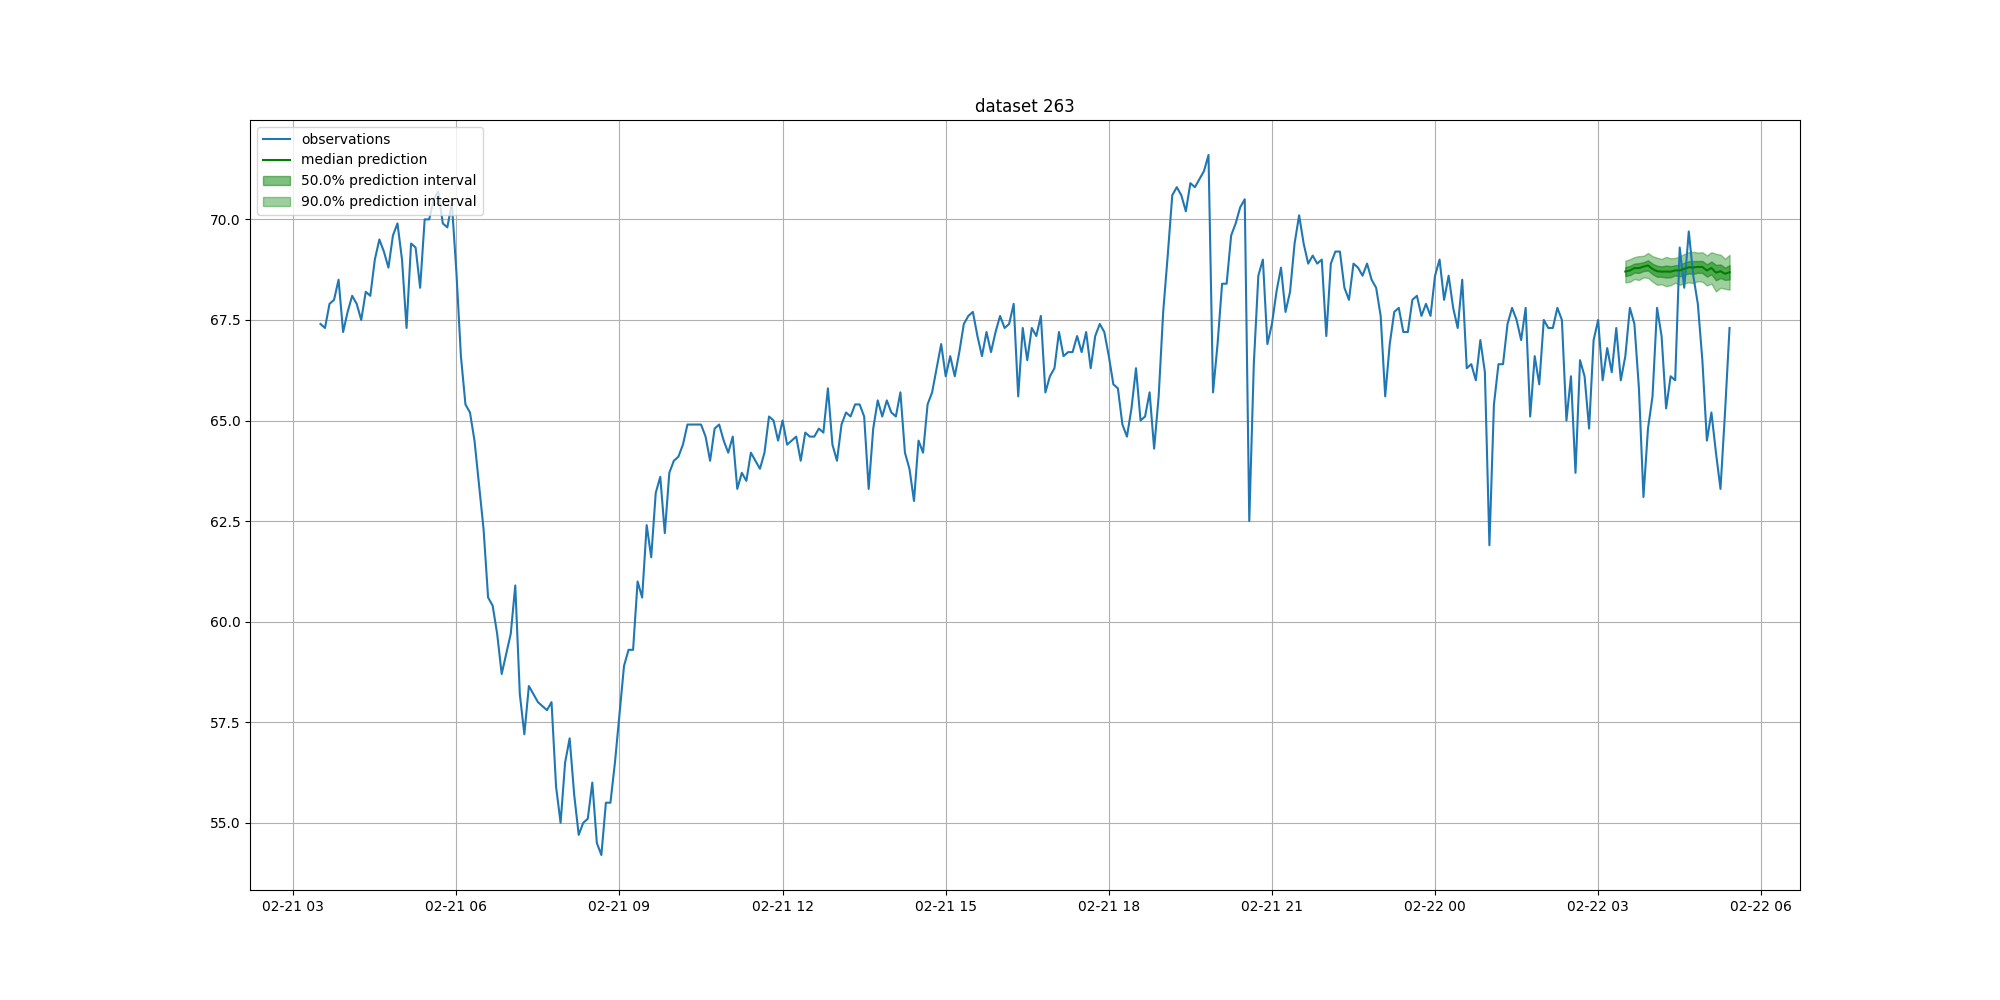 dataset 263
observations
median prediction
50.0% prediction interval
90.0% prediction interval
70.0
67.5
65.0
62.5
60.0
57.5
55.0
02-21 03 02-21 06 02-21 09 02-21 12 02-21 15 02-21 18 02-21 21 02-22 00 02-22 03 02-22 06